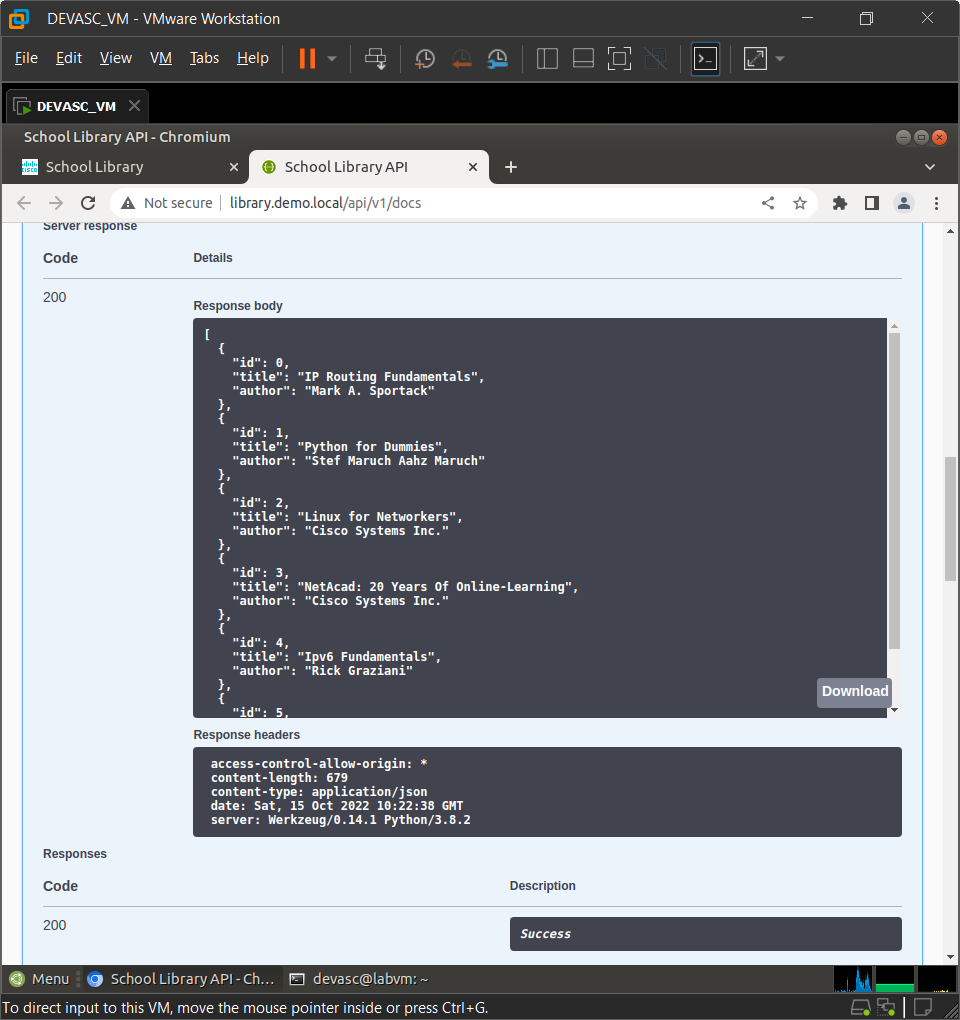 DEVASC_VM - VMware Workstation
File Edit View VM Tabs Help
DEVASC_VM
School Library API - Chromium
cisco School Library School Library API
Not secure library.demo.local/api/v1/docs
Server response
Code Details
200
Response body
[
{
"id": 0,
"title": "IP Routing Fundamentals",
"author": "Mark A. Sportack"
},
{
"id": 1,
"title": "Python for Dummies",
"author": "Stef Maruch Aahz Maruch"
},
{
"id": 2,
"title": "Linux for Networkers",
"author": "Cisco Systems Inc."
},
{
"id": 3,
"title": "NetAcad: 20 Years Of Online-Learning",
"author": "Cisco Systems Inc."
},
{
"id": 4,
"title": "Ipv6 Fundamentals",
"author": "Rick Graziani"
},
{
"id": 5,
Download
Response headers
access-control-allow-origin: *
content-length: 679
content-type: application/json
date: Sat, 15 Oct 2022 10:22:38 GMT
server: Werkzeug/0.14.1 Python/3.8.2
Responses
Code Description
200
Success
Menu School Library API - Ch... devasc@labvm: ~
To direct input to this VM, move the mouse pointer inside or press Ctrl+G.